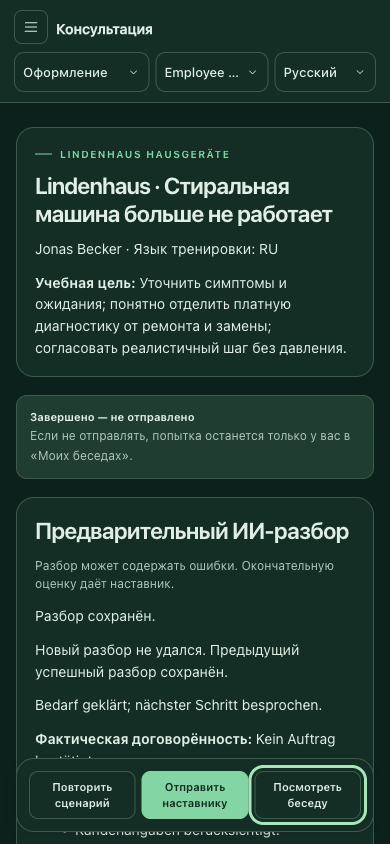 Консультация
Оформление
Employee ...
Русский
LINDENHAUS HAUSGERÄTE
Lindenhaus · Стиральная
машина больше не работает
Jonas Becker · Язык тренировки: RU
Учебная цель: Уточнить симптомы и
ожидания; понятно отделить платную
диагностику от ремонта и замены;
согласовать реалистичный шаг без давления.
Завершено — не отправлено
Если не отправлять, попытка останется только у вас в
«Моих беседах».
Предварительный ИИ-разбор
Разбор может содержать ошибки. Окончательную
оценку даёт наставник.
Разбор сохранён.
Новый разбор не удался. Предыдущий
успешный разбор сохранён.
Bedarf geklärt; nächster Schritt besprochen.
Фактическая договорённость: Kein Auftrag
Повторить
сценарий
Отправить
наставнику
Посмотреть
беседу
Kundenangaben berücksichtigt.